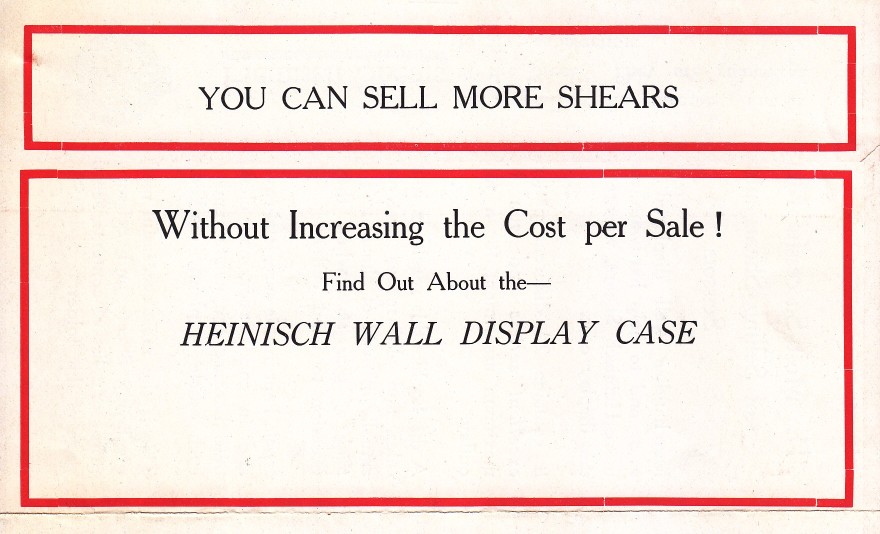 YOU CAN SELL MORE SHEARS
Without Increasing the Cost per Sale !
Find Out About the—
HEINISCH WALL DISPLAY CASE